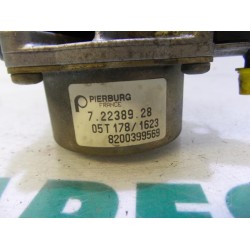 PIERBURG
FRANCE
7.22389.28
05T 178/1623
8200399569